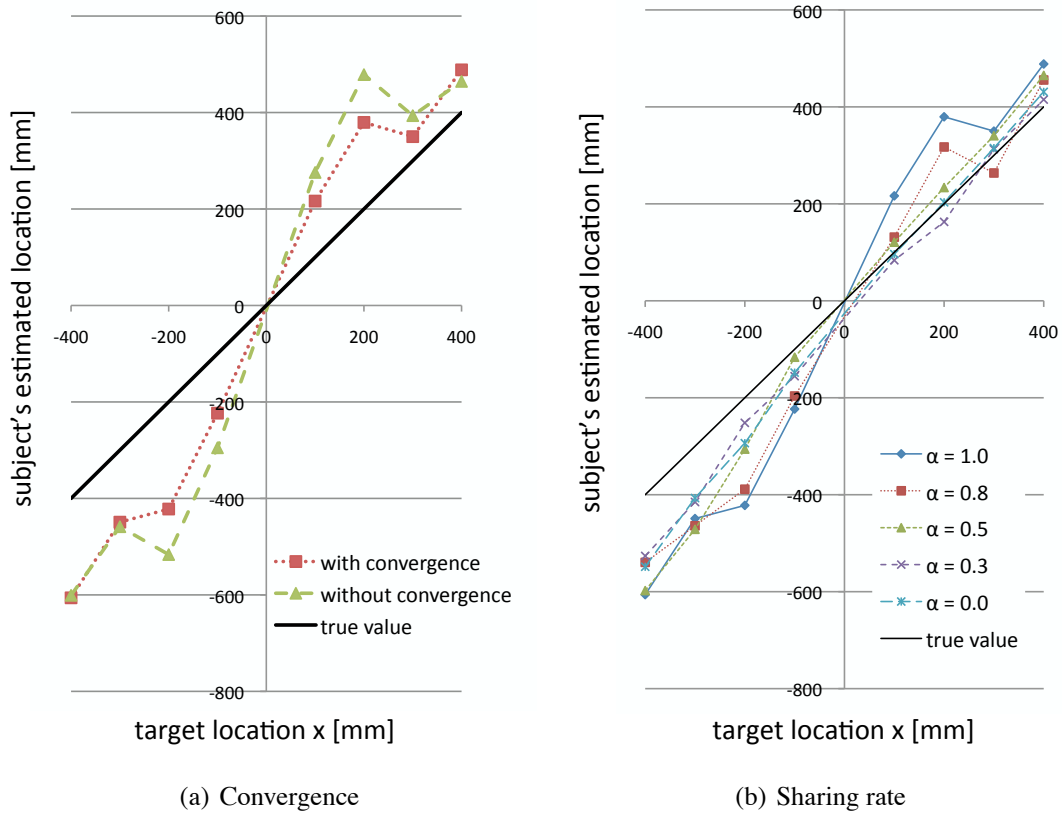 600
400
200
0
-400
-200
0
200
400
-200
-400
-600
-800
subject's estimated location [mm]
target location x [mm]
with convergence
without convergence
true value
(a) Convergence
600
400
200
0
-400
-200
0
200
400
-200
-400
-600
-800
subject's estimated location [mm]
target location x [mm]
α = 1.0
α = 0.8
α = 0.5
α = 0.3
α = 0.0
true value
(b) Sharing rate